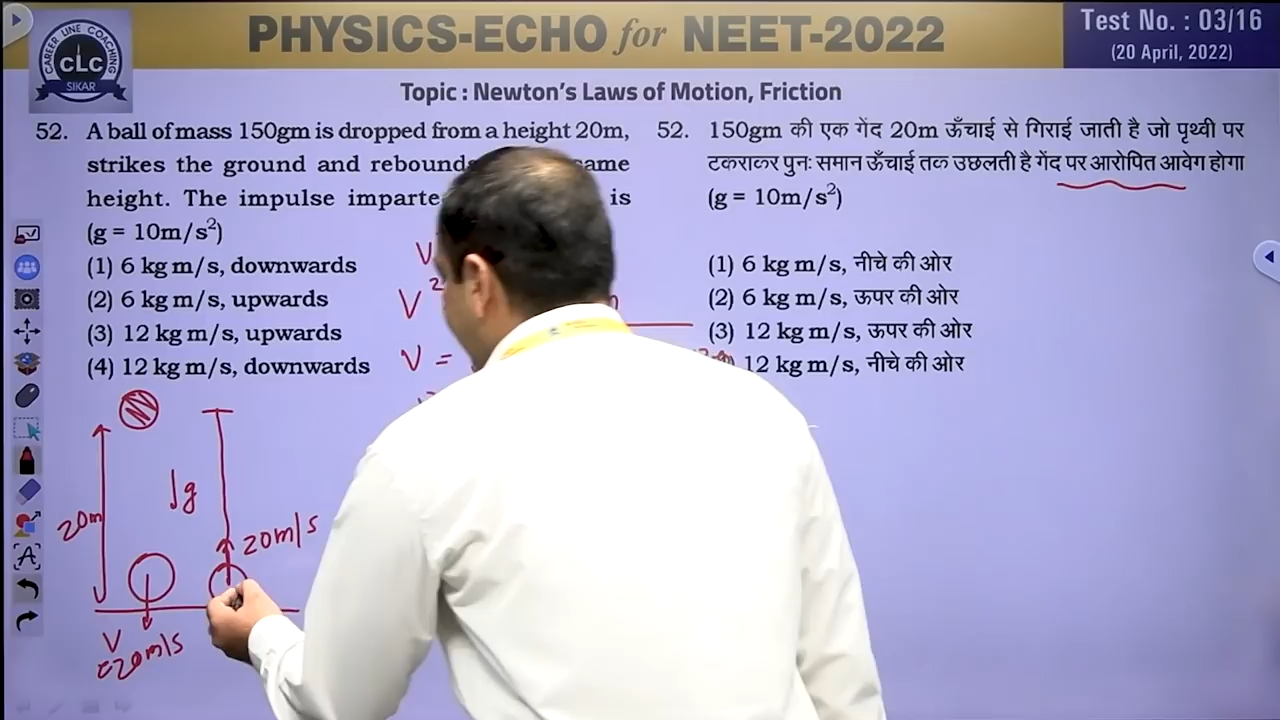 PHYSICS-ECHO for NEET-2022
Test No. : 03/16
(20 April, 2022)
CAREER LINE COACHING
CLC
SIKAR
Topic : Newton's Laws of Motion, Friction
52. A ball of mass 150gm is dropped from a height 20m,
strikes the ground and rebounds ame
height. The impulse imparte is
(g = 10m/s²)
(1) 6 kg m/s, downwards
(2) 6 kg m/s, upwards
(3) 12 kg m/s, upwards
(4) 12 kg m/s, downwards
52. 150gm की एक गेंद 20m ऊँचाई से गिराई जाती है जो पृथ्वी पर
टकराकर पुनः समान ऊँचाई तक उछलती है गेंद पर आरोपित आवेग होगा
(g = 10m/s²)
(1) 6 kg m/s, नीचे की ओर
(2) 6 kg m/s, ऊपर की ओर
(3) 12 kg m/s, ऊपर की ओर
12 kg m/s, नीचे की ओर
V
V²
V =
20m
g
20m/s
V
=20m/s
A